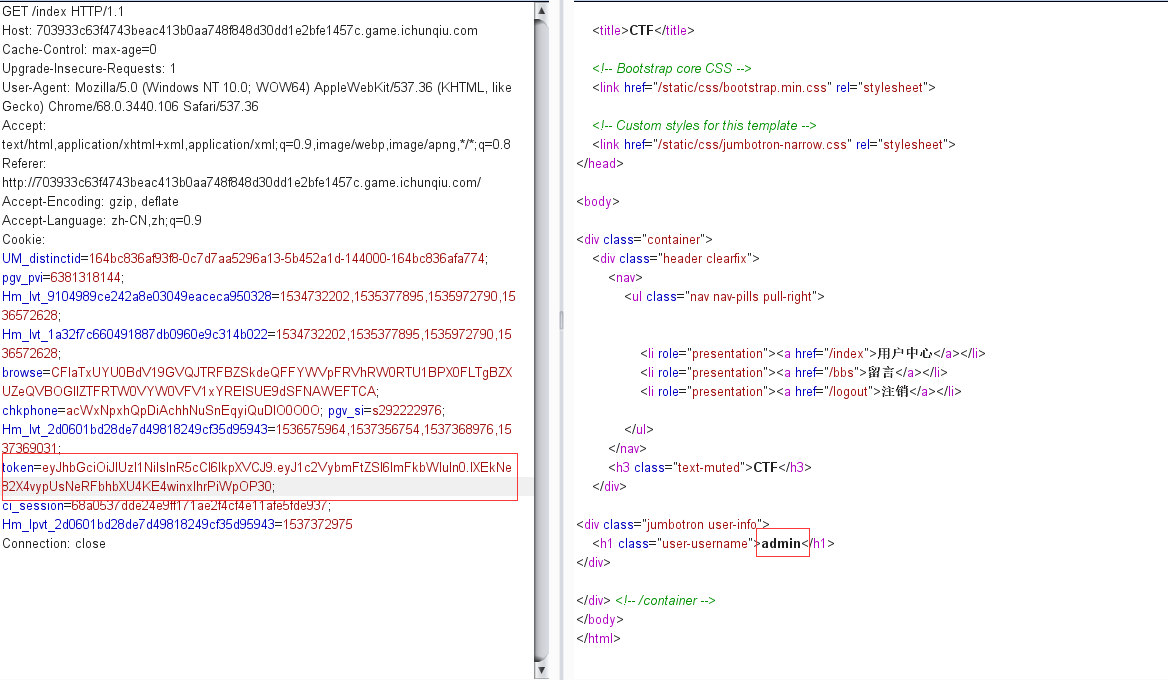 GET /index HTTP/1.1
Host: 703933c63f4743beac413b0aa748f848d30dd1e2bfe1457c.game.ichunqiu.com
Cache-Control: max-age=0
Upgrade-Insecure-Requests: 1
User-Agent: Mozilla/5.0 (Windows NT 10.0; WOW64) AppleWebKit/537.36 (KHTML, like
Gecko) Chrome/68.0.3440.106 Safari/537.36
Accept:
text/html,application/xhtml+xml,application/xml;q=0.9,image/webp,image/apng,*/*;q=0.8
Referer:
http://703933c63f4743beac413b0aa748f848d30dd1e2bfe1457c.game.ichunqiu.com/
Accept-Encoding: gzip, deflate
Accept-Language: zh-CN,zh;q=0.9
Cookie:
UM_distinctid=164bc836af93f8-0c7d7aa5296a13-5b452a1d-144000-164bc836afa774;
pgv_pvi=6381318144;
Hm_lvt_9104989ce242a8e03049eaceca950328=1534732202,1535377895,1535972790,15
36572628;
Hm_lvt_1a32f7c660491887db0960e9c314b022=1534732202,1535377895,1535972790,1
536572628;
browse=CFlaTxUYU0BdV19GVQJTRFBZSkdeQFFYWVpFRVhRW0RTU1BPX0FLTgBZX
UZeQVBOGllZTFRTW0VYW0VFV1xYRElSUE9dSFNAWEFTCA;
chkphone=acWxNpxhQpDiAchhNuSnEqyiQuDIO0O0O; pgv_si=s292222976;
Hm_lvt_2d0601bd28de7d49818249cf35d95943=1536575964,1537356754,1537368976,15
37369031;
token=eyJhbGciOiJIUzI1NiIsInR5cCI6IkpXVCJ9.eyJ1c2VybmFtZSI6ImFkbWluIn0.lXEkNe
82X4vypUsNeRFbhbXU4KE4winxIhrPiWpOP30;
ci_session=68a0537dde24e9ff171ae2f4cf4e11afe5fde937;
Hm_lpvt_2d0601bd28de7d49818249cf35d95943=1537372975
Connection: close
<title>CTF</title>
<!-- Bootstrap core CSS -->
<link href="/static/css/bootstrap.min.css" rel="stylesheet">
<!-- Custom styles for this template -->
<link href="/static/css/jumbotron-narrow.css" rel="stylesheet">
</head>
<body>
<div class="container">
<div class="header clearfix">
<nav>
<ul class="nav nav-pills pull-right">
<li role="presentation"><a href="/index">用户中心</a></li>
<li role="presentation"><a href="/bbs">留言</a></li>
<li role="presentation"><a href="/logout">注销</a></li>
</ul>
</nav>
<h3 class="text-muted">CTF</h3>
</div>
<div class="jumbotron user-info">
<h1 class="user-username">admin</h1>
</div>
</div> <!-- /container -->
</body>
</html>